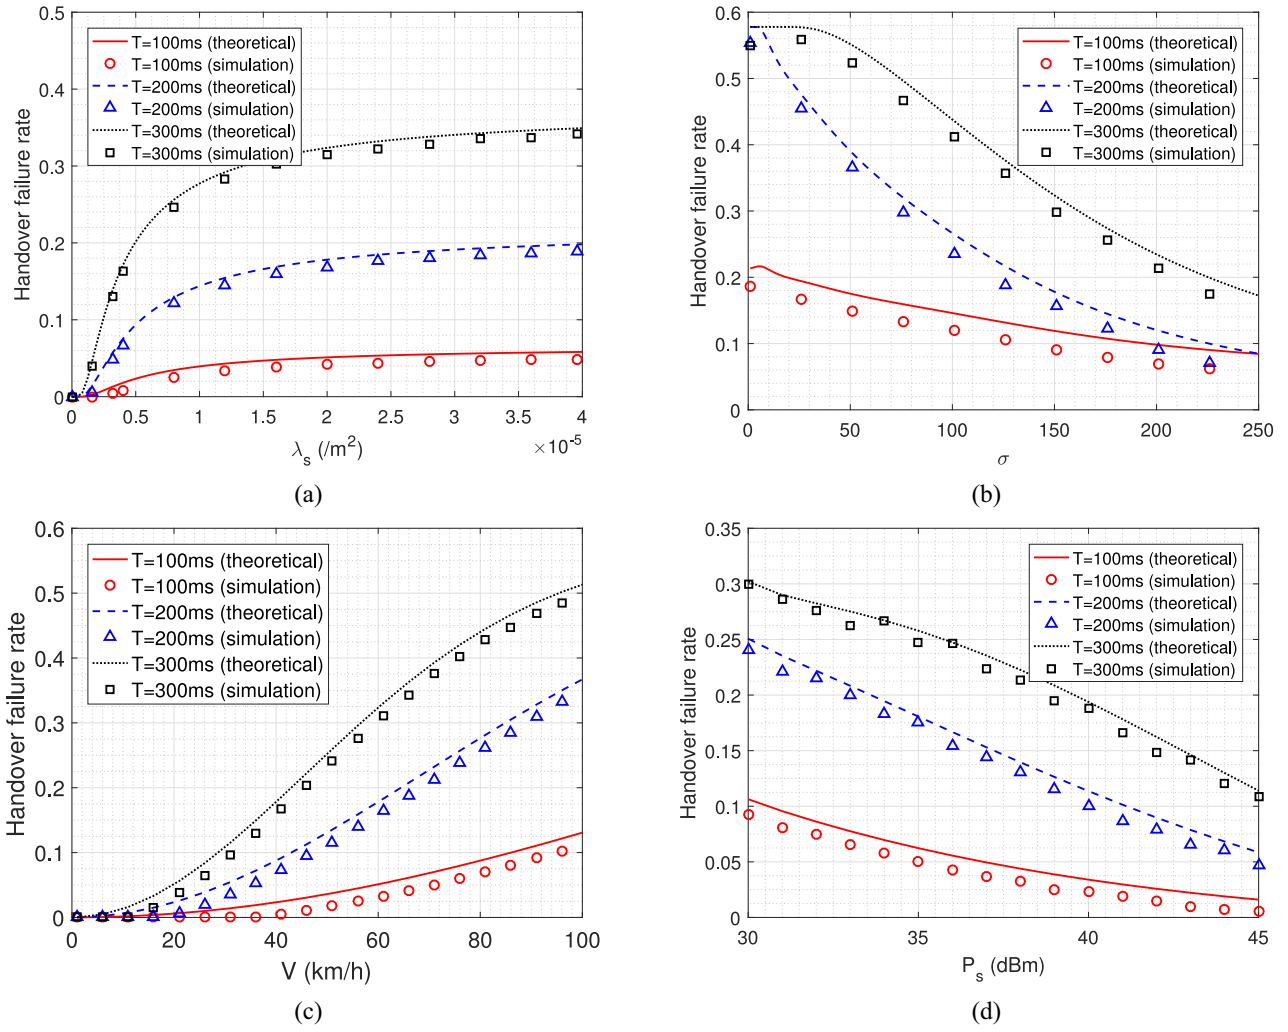 0.5
0.4
0.3
0.2
0.1
0
Handover failure rate
T=100ms (theoretical)
T=100ms (simulation)
T=200ms (theoretical)
T=200ms (simulation)
T=300ms (theoretical)
T=300ms (simulation)
0 0.5 1 1.5 2 2.5 3 3.5 4
λs (/m²) ×10⁻⁵
(a)
0.6
0.5
0.4
0.3
0.2
0.1
0
Handover failure rate
T=100ms (theoretical)
T=100ms (simulation)
T=200ms (theoretical)
T=200ms (simulation)
T=300ms (theoretical)
T=300ms (simulation)
0 50 100 150 200 250
σ
(b)
0.6
0.5
0.4
0.3
0.2
0.1
0
Handover failure rate
T=100ms (theoretical)
T=100ms (simulation)
T=200ms (theoretical)
T=200ms (simulation)
T=300ms (theoretical)
T=300ms (simulation)
0 20 40 60 80 100
V (km/h)
(c)
0.35
0.3
0.25
0.2
0.15
0.1
0.05
0
Handover failure rate
T=100ms (theoretical)
T=100ms (simulation)
T=200ms (theoretical)
T=200ms (simulation)
T=300ms (theoretical)
T=300ms (simulation)
30 35 40 45
Ps (dBm)
(d)